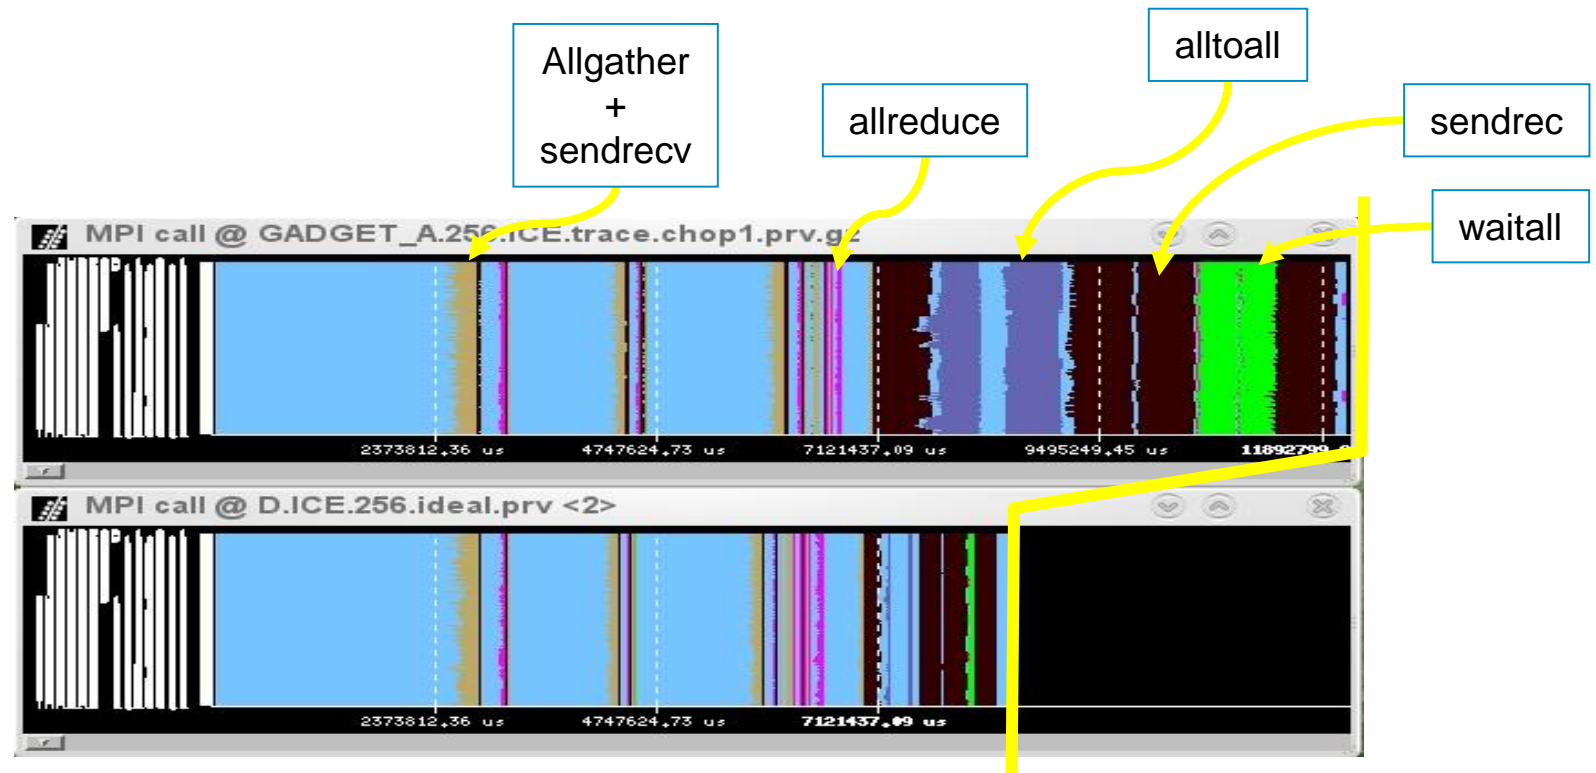 Allgather
+
sendrecv
allreduce
alltoall
sendrec
waitall
MPI call @ GADGET_A.256.ICE.trace.chop1.prv.gz
2373812.36 us
4747624.73 us
7121437.09 us
9495249.45 us
11892799.
MPI call @ D.ICE.256.ideal.prv <2>
2373812.36 us
4747624.73 us
7121437.09 us